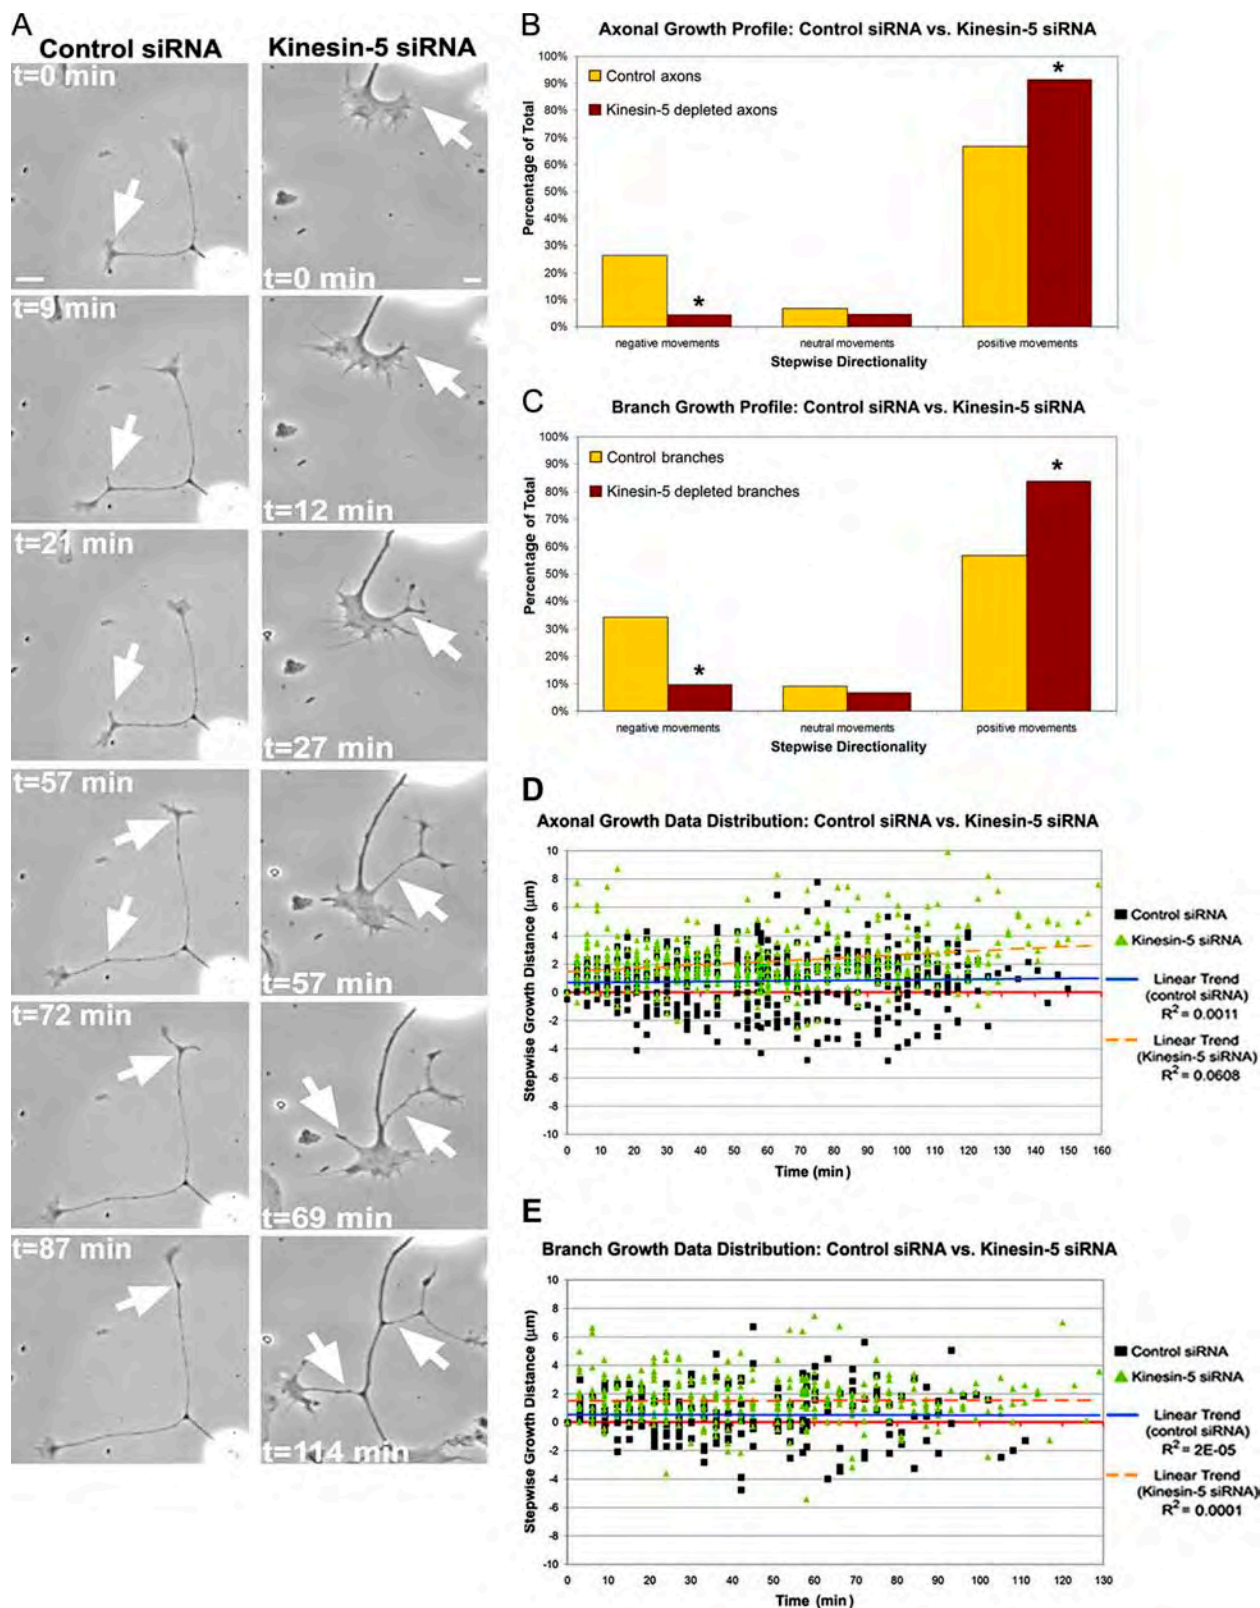 A
Control siRNA
Kinesin-5 siRNA
t=0 min
t=0 min
t=9 min
t=12 min
t=21 min
t=27 min
t=57 min
t=57 min
t=72 min
t=69 min
t=87 min
t=114 min
B
Axonal Growth Profile: Control siRNA vs. Kinesin-5 siRNA
Percentage of Total
100%
90%
80%
70%
60%
50%
40%
30%
20%
10%
0%
Control axons
Kinesin-5 depleted axons
*
*
negative movements
neutral movements
positive movements
Stepwise Directionality
C
Branch Growth Profile: Control siRNA vs. Kinesin-5 siRNA
Percentage of Total
100%
90%
80%
70%
60%
50%
40%
30%
20%
10%
0%
Control branches
Kinesin-5 depleted branches
*
*
negative movements
neutral movements
positive movements
Stepwise Directionality
D
Axonal Growth Data Distribution: Control siRNA vs. Kinesin-5 siRNA
Stepwise Growth Distance (µm)
10
8
6
4
2
0
-2
-4
-6
-8
-10
0 10 20 30 40 50 60 70 80 90 100 110 120 130 140 150 160
Time (min)
Control siRNA
Kinesin-5 siRNA
Linear Trend
(control siRNA)
R² = 0.0011
Linear Trend
(Kinesin-5 siRNA)
R² = 0.0608
E
Branch Growth Data Distribution: Control siRNA vs. Kinesin-5 siRNA
Stepwise Growth Distance (µm)
10
8
6
4
2
0
-2
-4
-6
-8
-10
0 10 20 30 40 50 60 70 80 90 100 110 120 130
Time (min)
Control siRNA
Kinesin-5 siRNA
Linear Trend
(control siRNA)
R² = 2E-05
Linear Trend
(Kinesin-5 siRNA)
R² = 0.0001